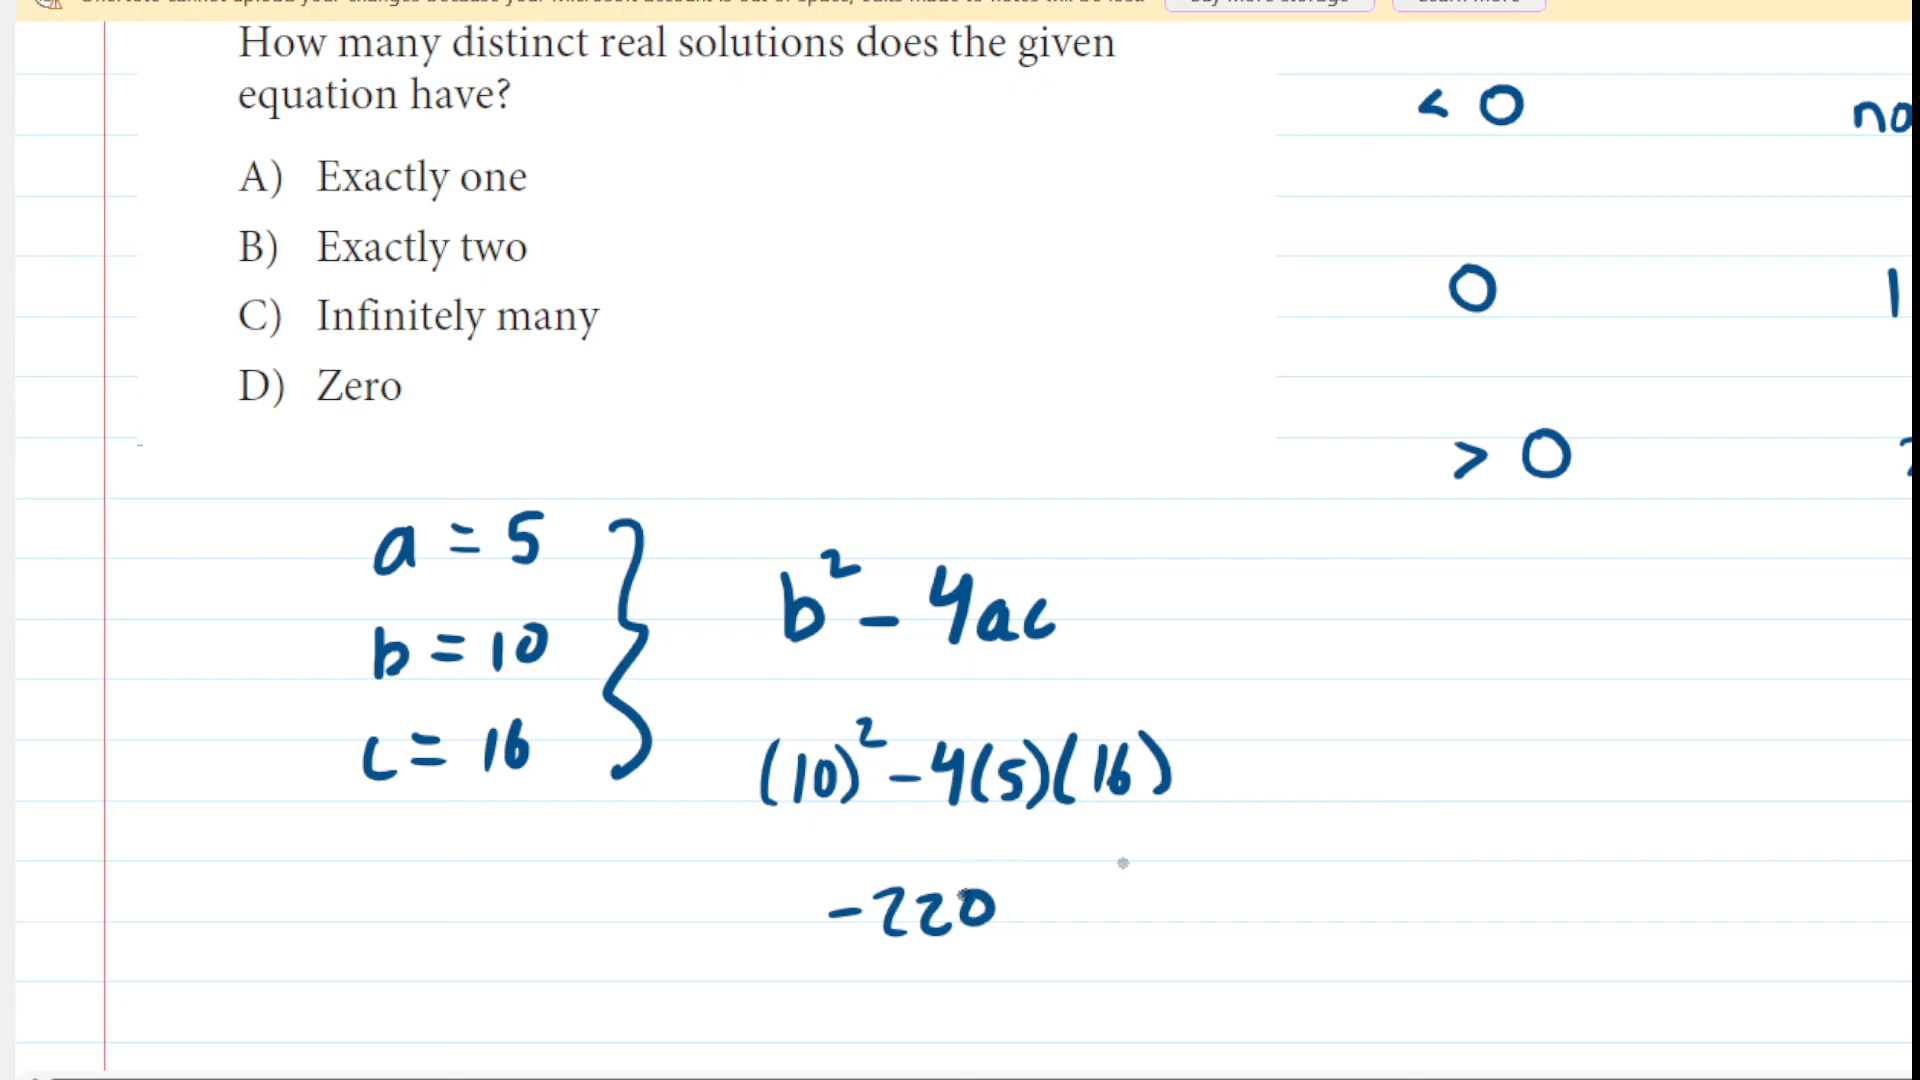 How many distinct real solutions does the given
equation have?
A) Exactly one
B) Exactly two
C) Infinitely many
D) Zero
< 0 no
0 1
> 0
a = 5
b = 10
c = 16
b² - 4ac
(10)² - 4(5)(16)
-220